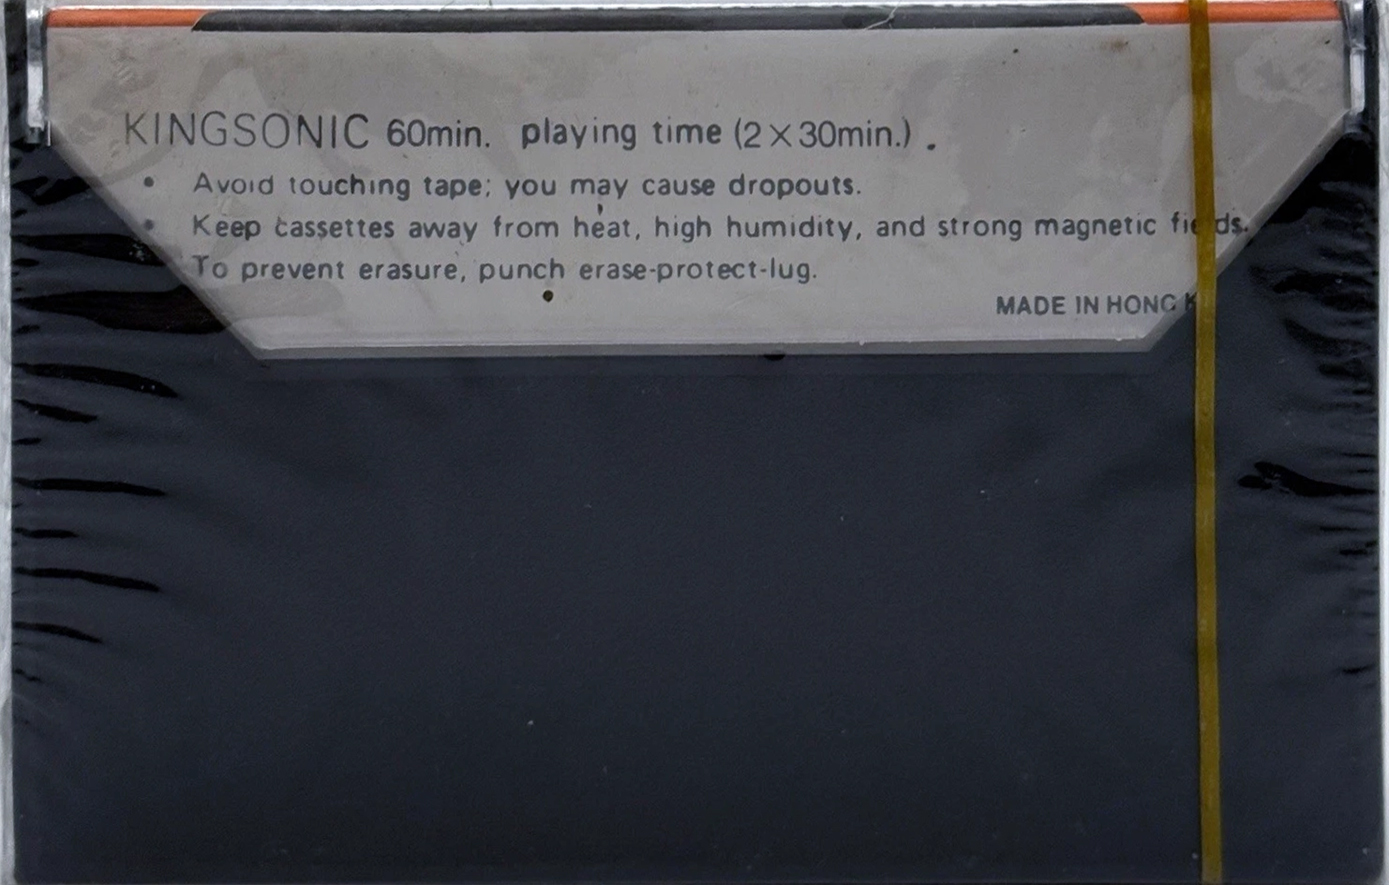 KINGSONIC 60min. playing time (2×30min.).
• Avoid touching tape; you may cause dropouts.
• Keep cassettes away from heat, high humidity, and strong magnetic fields.
To prevent erasure, punch erase-protect-lug.
MADE IN HONG K